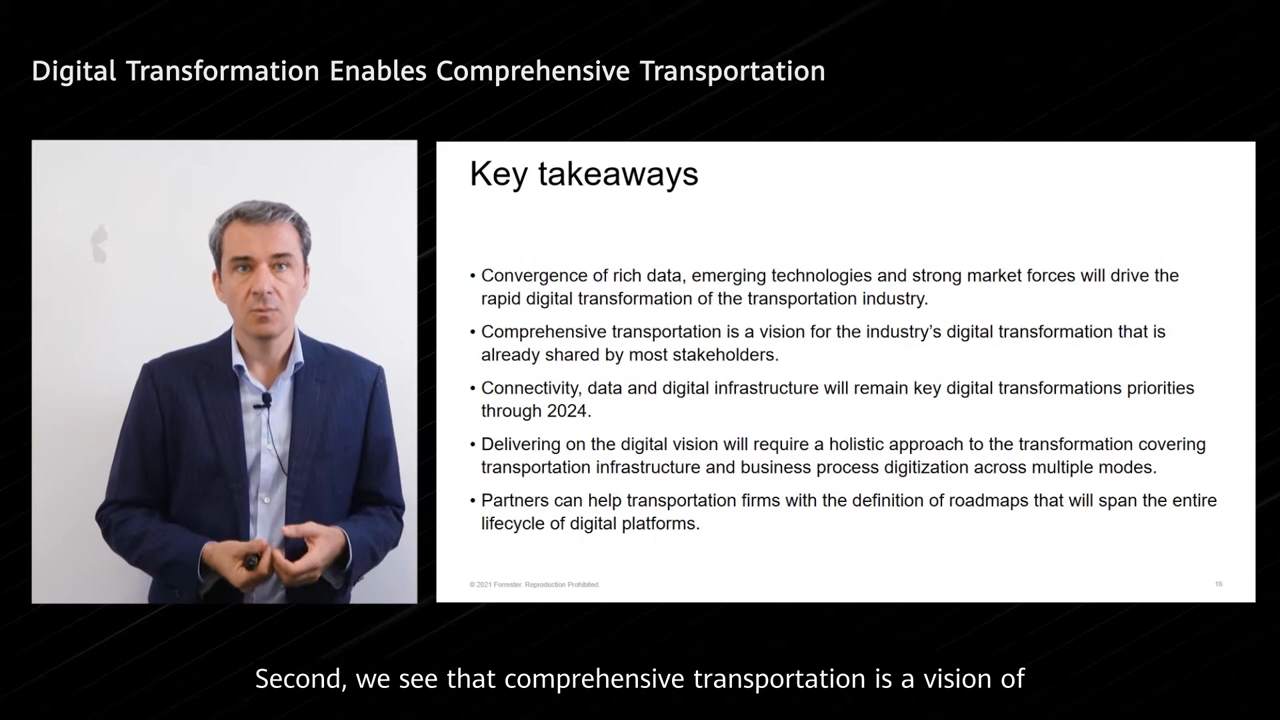 Digital Transformation Enables Comprehensive Transportation
Key takeaways
• Convergence of rich data, emerging technologies and strong market forces will drive the
rapid digital transformation of the transportation industry.
• Comprehensive transportation is a vision for the industry’s digital transformation that is
already shared by most stakeholders.
• Connectivity, data and digital infrastructure will remain key digital transformations priorities
through 2024.
• Delivering on the digital vision will require a holistic approach to the transformation covering
transportation infrastructure and business process digitization across multiple modes.
• Partners can help transportation firms with the definition of roadmaps that will span the entire
lifecycle of digital platforms.
© 2021 Forrester. Reproduction Prohibited.
16
Second, we see that comprehensive transportation is a vision of